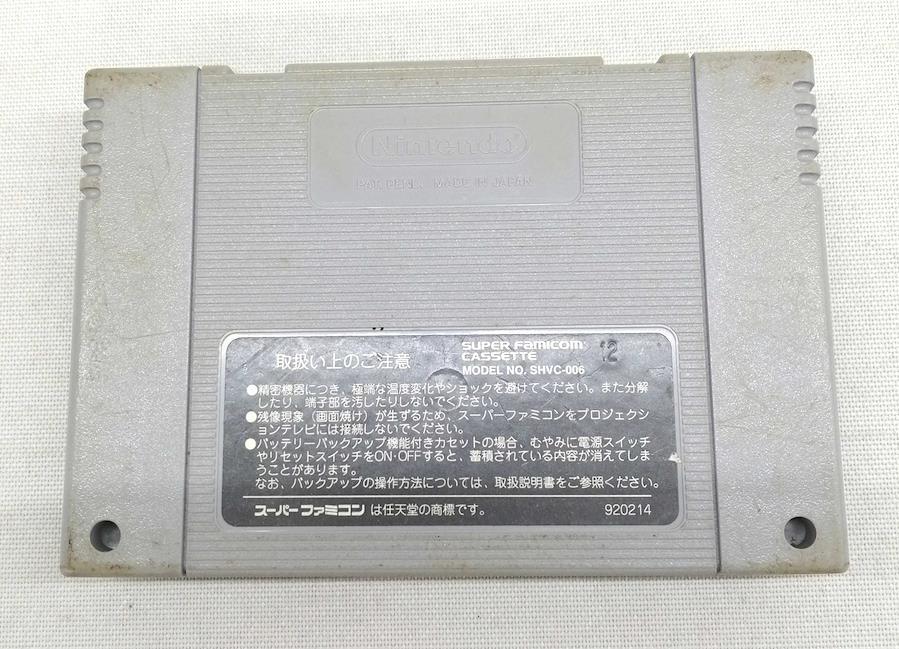 Nintendo®
PAT. PEND. MADE IN JAPAN
取扱い上のご注意
SUPER FAMICOM
CASSETTE
MODEL NO. SHVC-006
12
●精密機器につき、極端な温度変化やショックを避けてください。また分解
したり、端子部を汚したりしないでください。
●残像現象（画面焼け）が生ずるため、スーパーファミコンをプロジェクシ
ョンテレビには接続しないでください。
●バッテリーバックアップ機能付きカセットの場合、むやみに電源スイッチ
やリセットスイッチをON·OFFすると、蓄積されている内容が消えてしま
うことがあります。
なお、バックアップの操作方法については、取扱説明書をご参照ください。
スーパーファミコンは任天堂の商標です。
920214